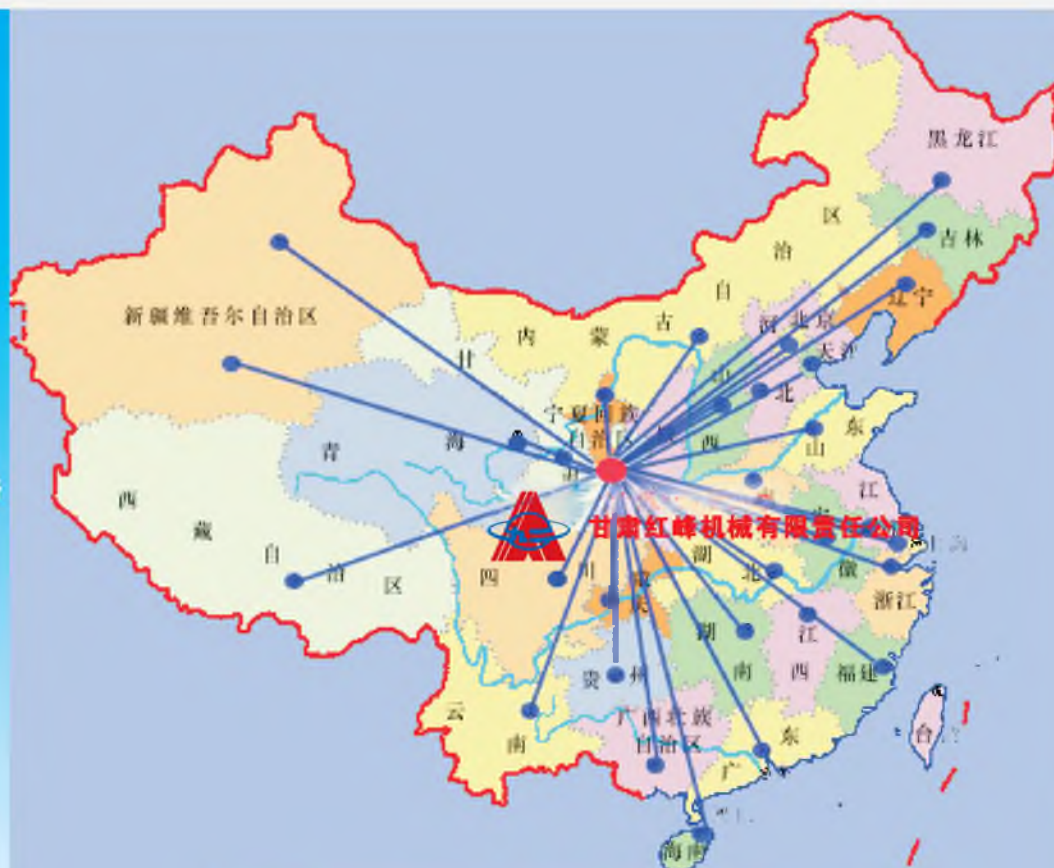 黑龙江
吉林
辽宁
内蒙古自治区
新疆维吾尔自治区
北京
天津
河北
甘
宁夏回族
自治区
山西
山东
青海
西藏自治区
江
甘肃红峰机械有限责任公司
四川
重庆
湖北
徽
浙江
湖南
江西
福建
贵州
云南
广西壮族
自治区
广东
台
海南